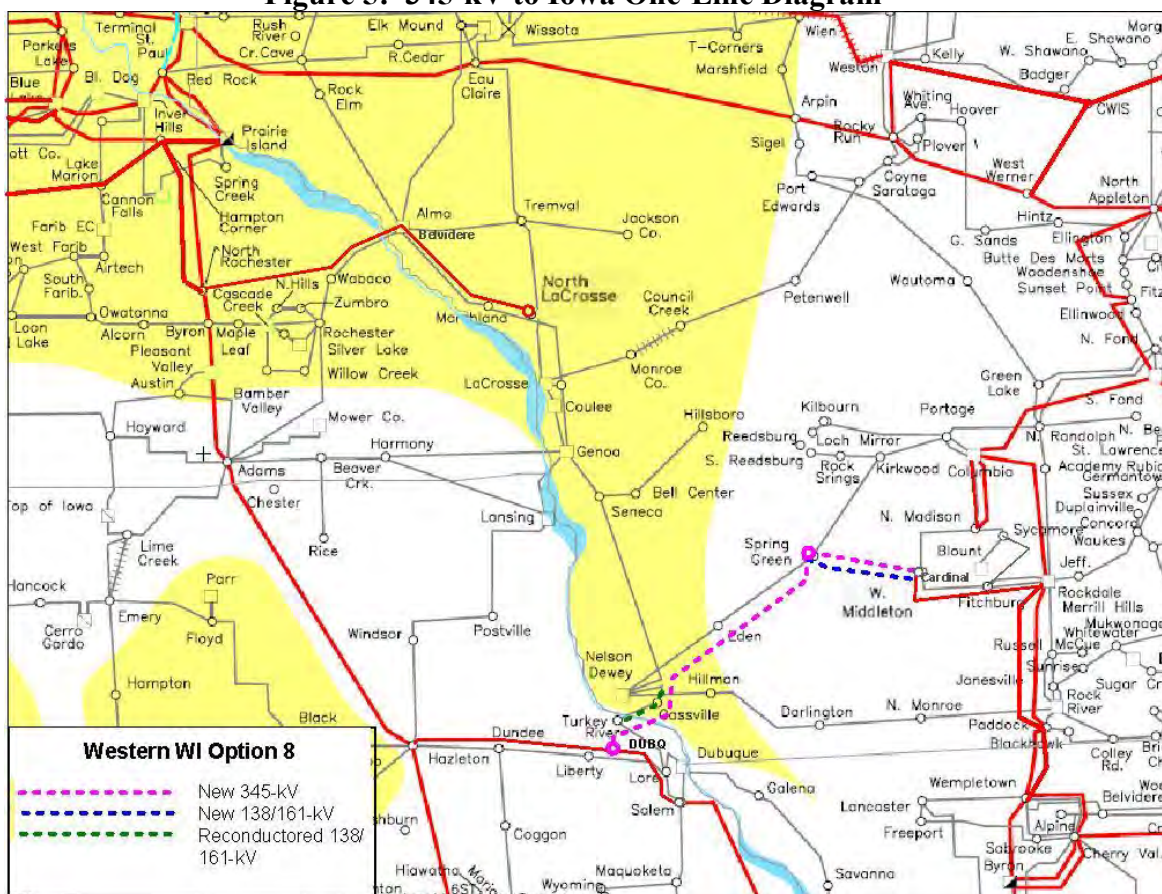 Figure 5. 345 kV to Iowa One-Line Diagram
Terminal
Rush
River
Elk Mound
Wissota
T-Corners
Wien
Kelly
W. Shawano
E. Shawano
Parkers
Lake
St.
Paul
Cr.Cave
R.Cedar
Eau
Claire
Marshfield
Weston
Badger
Blue
Lake
Bl. Dog
Red Rock
Rock
Elm
Arpin
Whiting
Ave.
Hoover
CWIS
Inver
Hills
Prairie
Island
Rocky
Run
Plover
ott Co.
Lake
Marion
Sigel
Coyne
Saratoga
West
Werner
North
Appleton
Cannon
Falls
Spring
Creek
Port
Edwards
Hampton
Corner
Alma
Belvidere
Tremval
Jackson
Co.
Hintz
G. Sands
Ellington
Farib EC
West Farib
Airtech
North
Rochester
Butte Des Morts
Woodenshoe
Sunset Point
South
Farib.
Cascade
Creek
N.Hills
Wabaco
Zumbro
North
LaCrosse
Council
Creek
Petenwell
Wautoma
Ellinwood
Loon
Lake
Owatanna
Alcorn
Byron
Maple
Leaf
Rochester
Silver Lake
Marshland
N. Fond
Pleasant
Valley
Willow Creek
Monroe
Co.
Green
Lake
Austin
Bamber
Valley
LaCrosse
Coulee
S. Fond
Hayward
Mower Co.
Hillsboro
Kilbourn
Portage
Harmony
Genoa
Reedsburg
Loch Mirror
N. Randolph
St. Lawrence
Adams
Beaver
Crk.
S. Reedsburg
Rock
Srings
Kirkwood
Columbia
Chester
Bell Center
Seneca
Sussex
Duplainville
Top of Iowa
Lansing
N. Madison
Sycamore
Concord
Waukes
Lime
Creek
Rice
Spring
Green
Blount
Jeff.
Hancock
Parr
Cardinal
W.
Middleton
Fitchburg
Rockdale
Merrill Hills
Emery
Cerro
Gordo
Floyd
Windsor
Postville
Eden
Russell
Whitewater
McCue
Nelson
Dewey
Hillman
Janesville
Sugar
Hampton
Rock
River
Black
Turkey
River
Cassville
Darlington
N. Monroe
Paddock
Blackhawk
Colley
Rd.
Dundee
DUBQ
Western WI Option 8
Hazleton
Liberty
Lore
Dubuque
New 345-kV
New 138/161-kV
Reconductored 138/
161-kV
Salem
Galena
Wempletown
Lancaster
Freeport
Belvidere
Alpine
Coggon
Sabrooke
Byron
Cherry Val.
Hiawatha
Wyoming
Maquoketa
Savanna